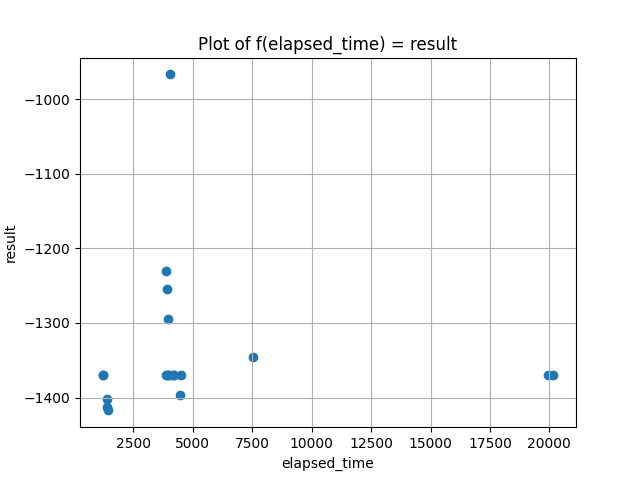 Plot of f(elapsed_time) = result
−1000
−1100
−1200
−1300
−1400
result
2500 5000 7500 10000 12500 15000 17500 20000
elapsed_time